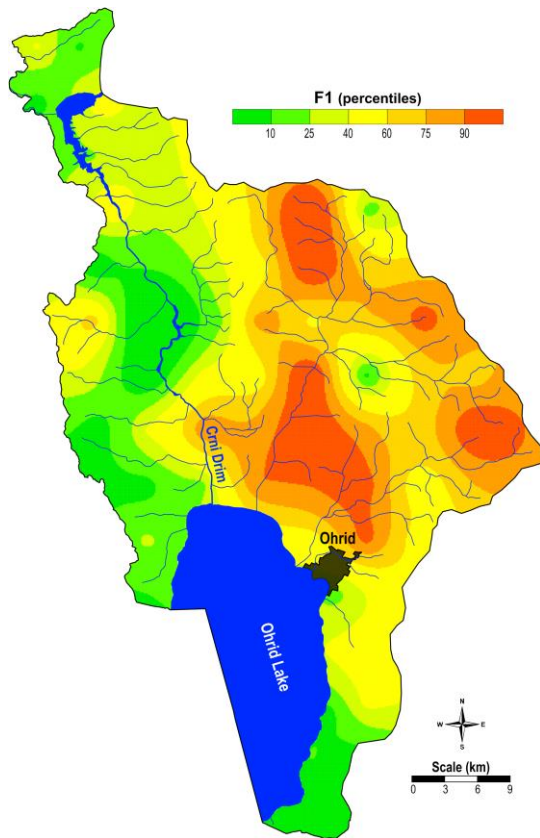 F1 (percentiles)
10 25 40 60 75 90
Crni Drim
Ohrid
Ohrid Lake
N
W E
S
Scale (km)
0 3 6 9